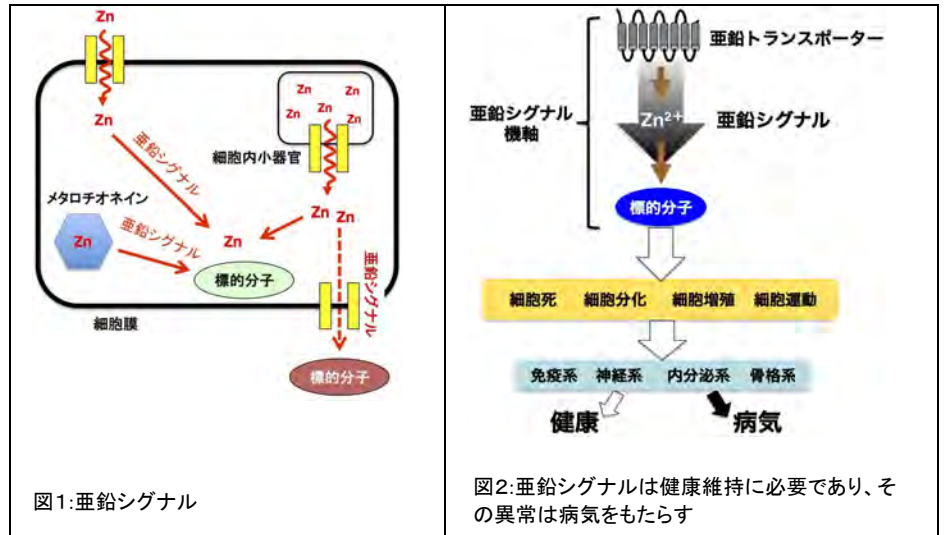 Zn
Zn
亜鉛シグナル
Zn
Zn
Zn
Zn
Zn
細胞内小器官
メタロチオネイン
Zn
亜鉛シグナル
Zn
Zn
Zn
標的分子
亜鉛シグナル
細胞膜
標的分子
図1:亜鉛シグナル
亜鉛トランスポーター
亜鉛シグナル
機軸
Zn2+
亜鉛シグナル
標的分子
細胞死 細胞分化 細胞増殖 細胞運動
免疫系 神経系 内分泌系 骨格系
健康 病気
図2:亜鉛シグナルは健康維持に必要であり、そ
の異常は病気をもたらす